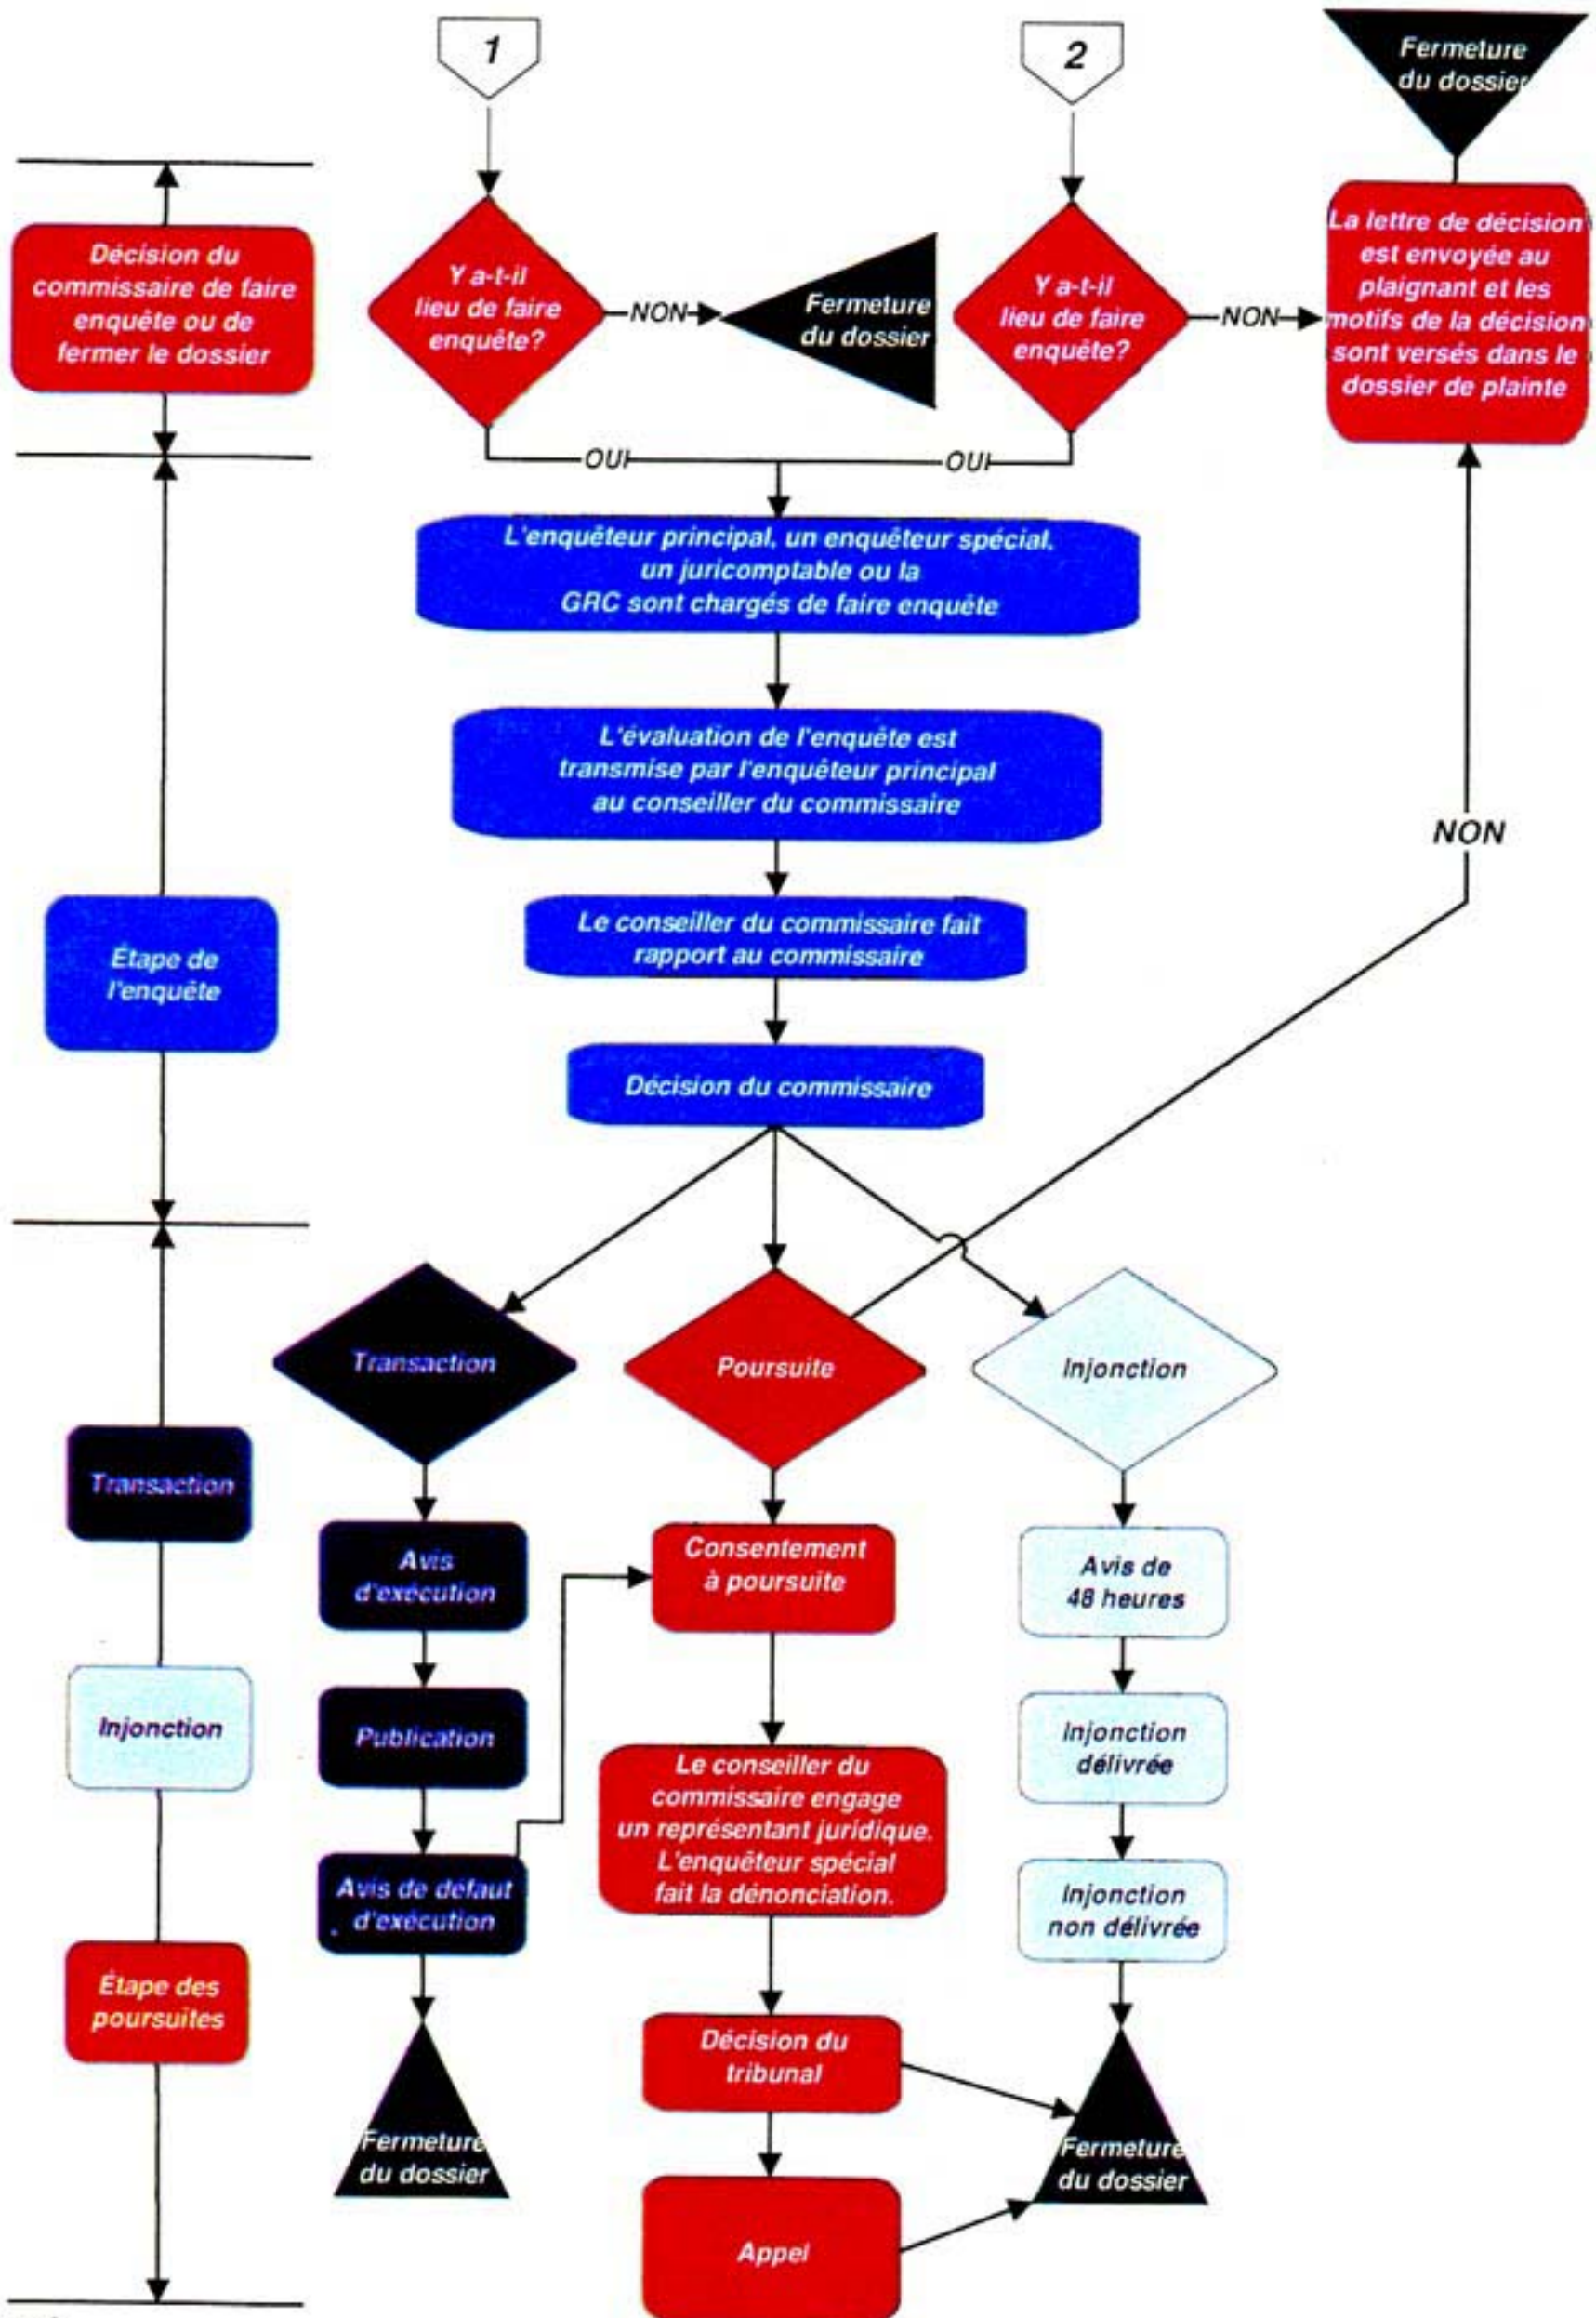 1
2
Fermeture
du dossier
Décision du
commissaire de faire
enquête ou de
fermer le dossier
Y a-t-il
lieu de faire
enquête?
NON
Fermeture
du dossier
Y a-t-il
lieu de faire
enquête?
NON
La lettre de décision
est envoyée au
plaignant et les
motifs de la décision
sont versés dans le
dossier de plainte
OUI
OUI
L'enquêteur principal, un enquêteur spécial,
un juricomptable ou la
GRC sont chargés de faire enquête
L'évaluation de l'enquête est
transmise par l'enquêteur principal
au conseiller du commissaire
NON
Étape de
l'enquête
Le conseiller du commissaire fait
rapport au commissaire
Décision du commissaire
Transaction
Poursuite
Injonction
Transaction
Injonction
Étape des
poursuites
Avis
d'exécution
Publication
Avis de défaut
d'exécution
Fermeture
du dossier
Consentement
à poursuite
Le conseiller du
commissaire engage
un représentant juridique.
L'enquêteur spécial
fait la dénonciation.
Décision du
tribunal
Appel
Avis de
48 heures
Injonction
délivrée
Injonction
non délivrée
Fermeture
du dossier